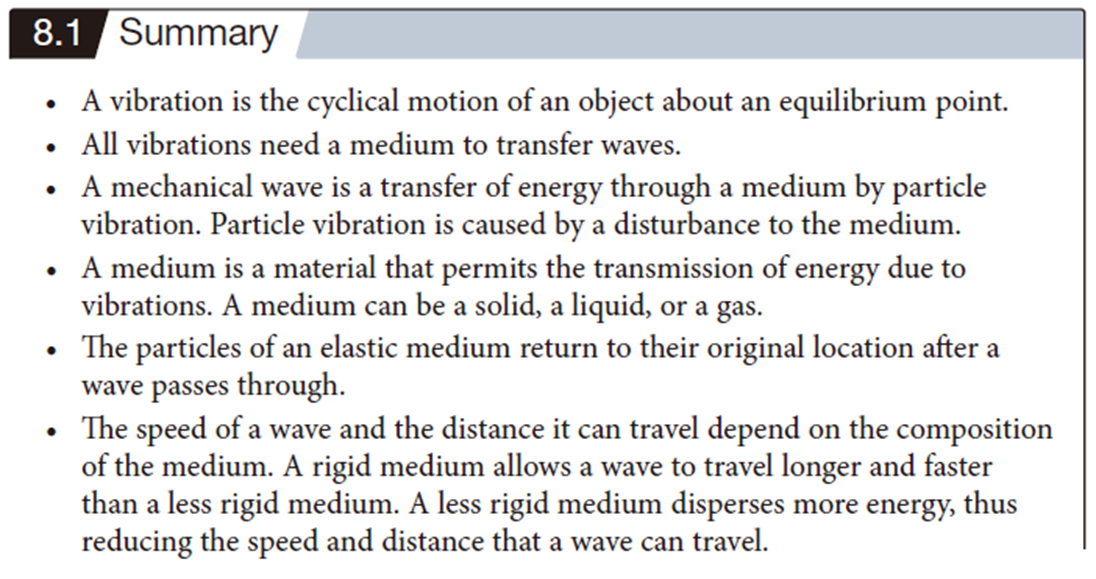 8.1 Summary
• A vibration is the cyclical motion of an object about an equilibrium point.
• All vibrations need a medium to transfer waves.
• A mechanical wave is a transfer of energy through a medium by particle
vibration. Particle vibration is caused by a disturbance to the medium.
• A medium is a material that permits the transmission of energy due to
vibrations. A medium can be a solid, a liquid, or a gas.
• The particles of an elastic medium return to their original location after a
wave passes through.
• The speed of a wave and the distance it can travel depend on the composition
of the medium. A rigid medium allows a wave to travel longer and faster
than a less rigid medium. A less rigid medium disperses more energy, thus
reducing the speed and distance that a wave can travel.